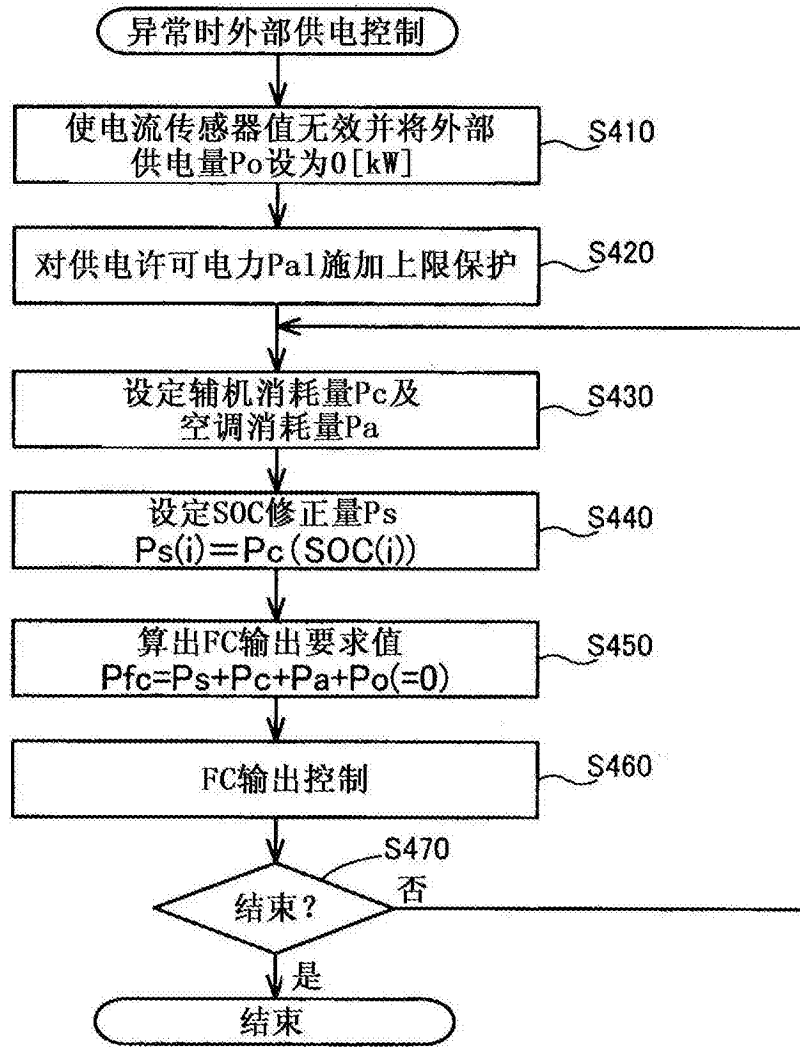 异常时外部供电控制
使电流传感器值无效并将外部
供电量Po设为0[kW]
S410
对供电许可电力Pal施加上限保护
S420
设定辅机消耗量Pc及
空调消耗量Pa
S430
设定SOC修正量Ps
Ps(i)=Pc(SOC(i))
S440
算出FC输出要求值
Pfc=Ps+Pc+Pa+Po(=0)
S450
FC输出控制
S460
S470
结束?
否
是
结束